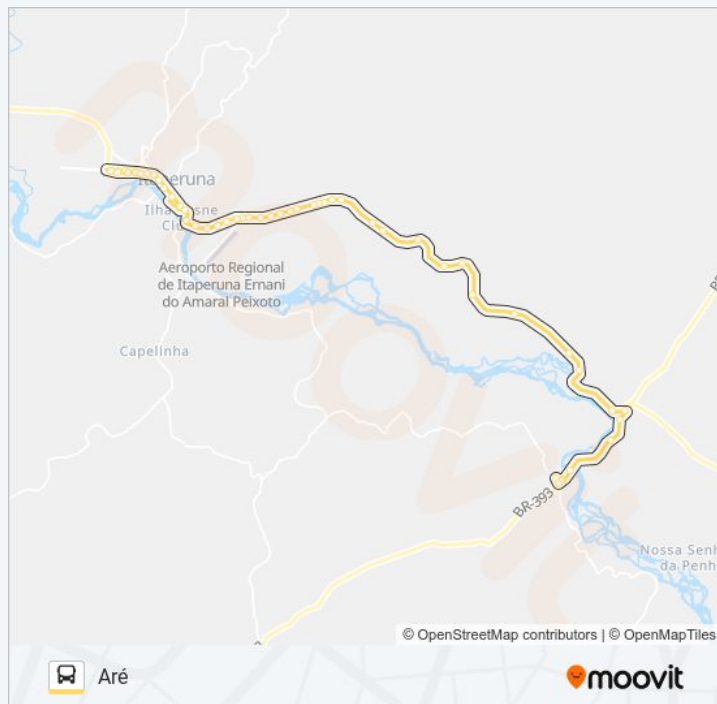 Itaperuna
Aeroporto Regional
de Itaperuna Ernani
do Amaral Peixoto
Capelinha
BR-393
Nossa Senh
da Penh
© OpenStreetMap contributors | © OpenMapTiles
Aré
moovit